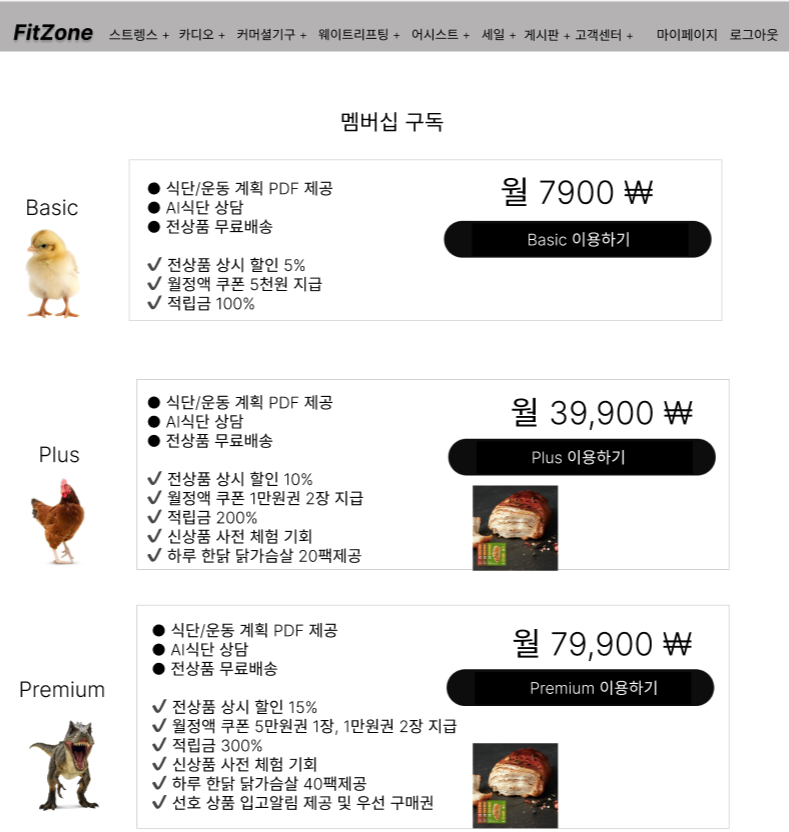 FitZone 스트렝스 + 카디오 + 커머셜기구 + 웨이트리프팅 + 어시스트 + 세일 + 게시판 + 고객센터 + 마이페이지 로그아웃
멤버십 구독
Basic
● 식단/운동 계획 PDF 제공
● AI식단 상담
● 전상품 무료배송
✔ 전상품 상시 할인 5%
✔ 월정액 쿠폰 5천원 지급
✔ 적립금 100%
월 7900 ₩
Basic 이용하기
Plus
● 식단/운동 계획 PDF 제공
● AI식단 상담
● 전상품 무료배송
✔ 전상품 상시 할인 10%
✔ 월정액 쿠폰 1만원권 2장 지급
✔ 적립금 200%
✔ 신상품 사전 체험 기회
✔ 하루 한닭 닭가슴살 20팩제공
월 39,900 ₩
Plus 이용하기
Premium
● 식단/운동 계획 PDF 제공
● AI식단 상담
● 전상품 무료배송
✔ 전상품 상시 할인 15%
✔ 월정액 쿠폰 5만원권 1장, 1만원권 2장 지급
✔ 적립금 300%
✔ 신상품 사전 체험 기회
✔ 하루 한닭 닭가슴살 40팩제공
✔ 선호 상품 입고알림 제공 및 우선 구매권
월 79,900 ₩
Premium 이용하기